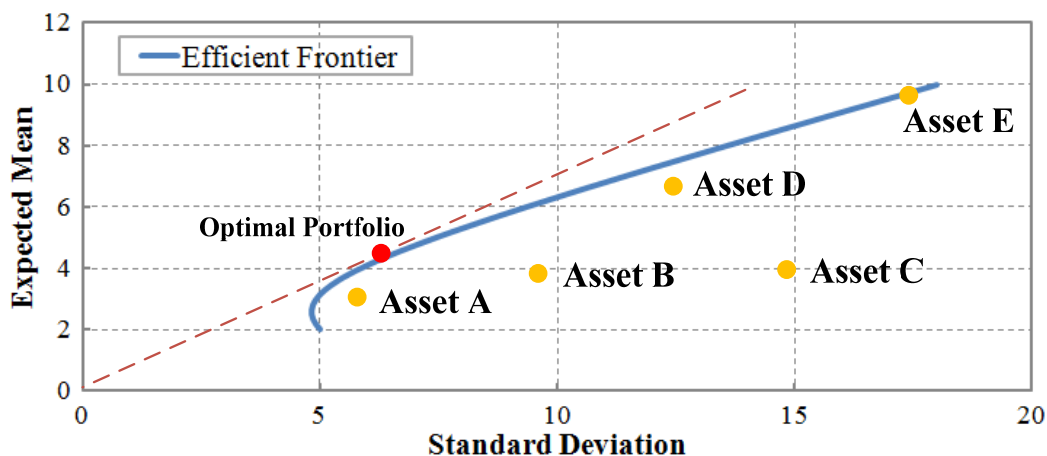 12
Efficient Frontier
10
8
6
4
2
0
Expected Mean
Asset E
Asset D
Optimal Portfolio
Asset B
Asset C
Asset A
0 5 10 15 20
Standard Deviation